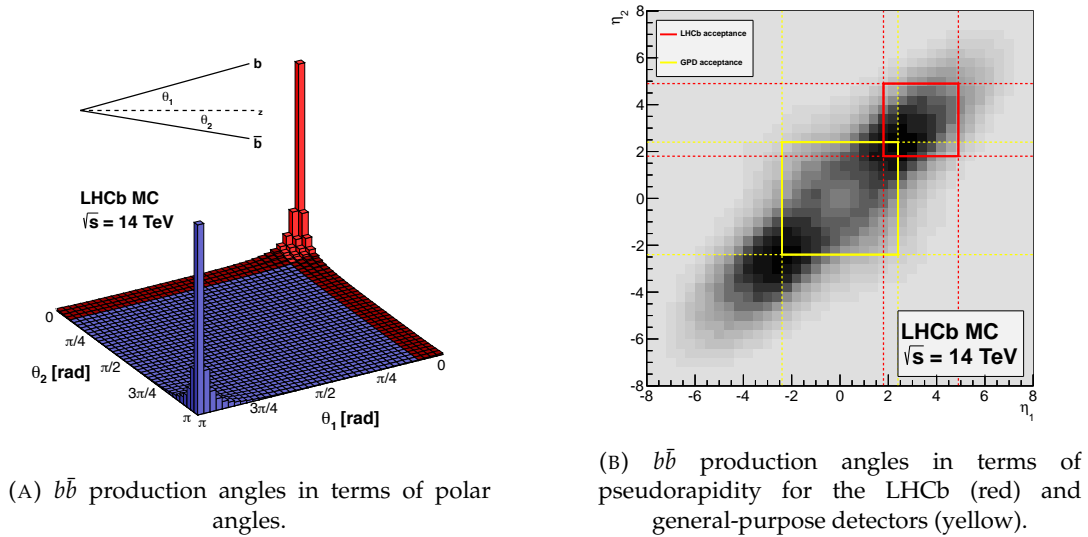 b
θ₁
z
θ₂
b̄
LHCb MC
√s = 14 TeV
0
π/4
π/2
3π/4
π
θ₂ [rad]
π
3π/4
π/2
π/4
0
θ₁ [rad]
(A) bb̄ production angles in terms of polar
angles.
η₂
8
6
4
2
0
-2
-4
-6
-8
LHCb acceptance
GPD acceptance
LHCb MC
√s = 14 TeV
-8 -6 -4 -2 0 2 4 6 8
η₁
(B) bb̄ production angles in terms of
pseudorapidity for the LHCb (red) and
general-purpose detectors (yellow).